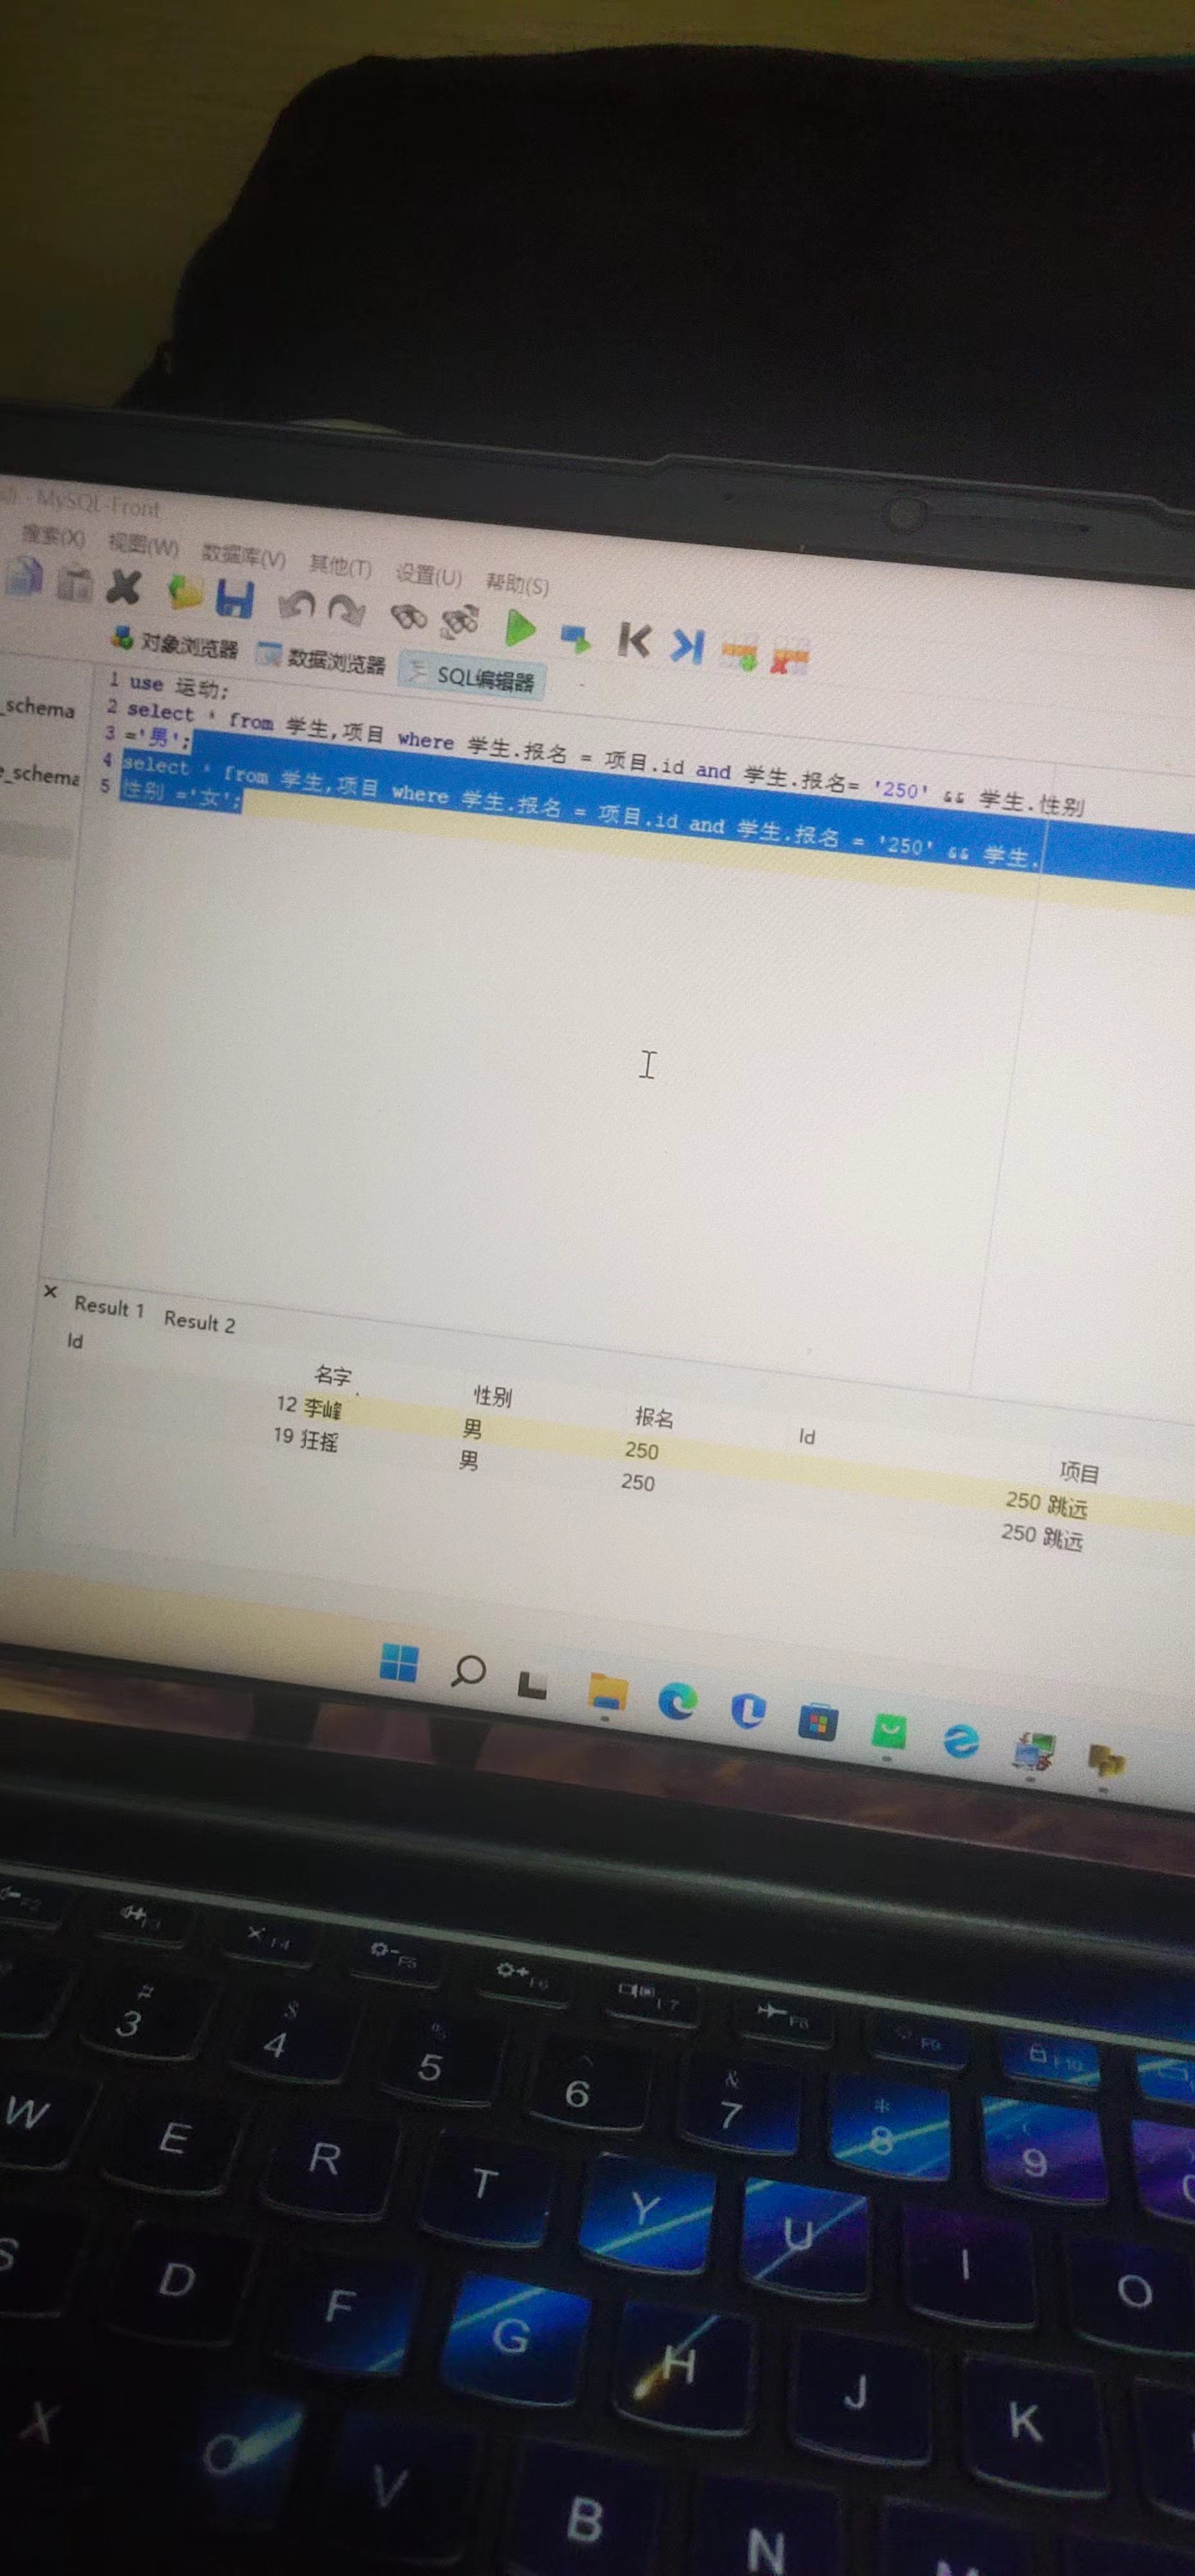 MySQL-Front
搜索(X) 视图(W) 数据库(V) 其他(T) 设置(U) 帮助(S)
对象浏览器 数据浏览器 SQL编辑器
_schema
e_schema
1 use 运动;
2 select * from 学生,项目 where 学生.报名 = 项目.id and 学生.报名= '250' && 学生.性别
3 ='男';
4 select * from 学生,项目 where 学生.报名 = 项目.id and 学生.报名 = '250' && 学生.
5 性别 ='女';
Result 1 Result 2
Id 名字 性别 报名 Id 项目
12 李峰 男 250 250 跳远
19 狂摇 男 250 250 跳远
F2 F3 F4 F5 F6 F7 F8 F9 F10
# 3 $ 4 % 5 ^ 6 & 7 * 8 ( 9
W E R T Y U I O
S D F G H J K
X C V B N M